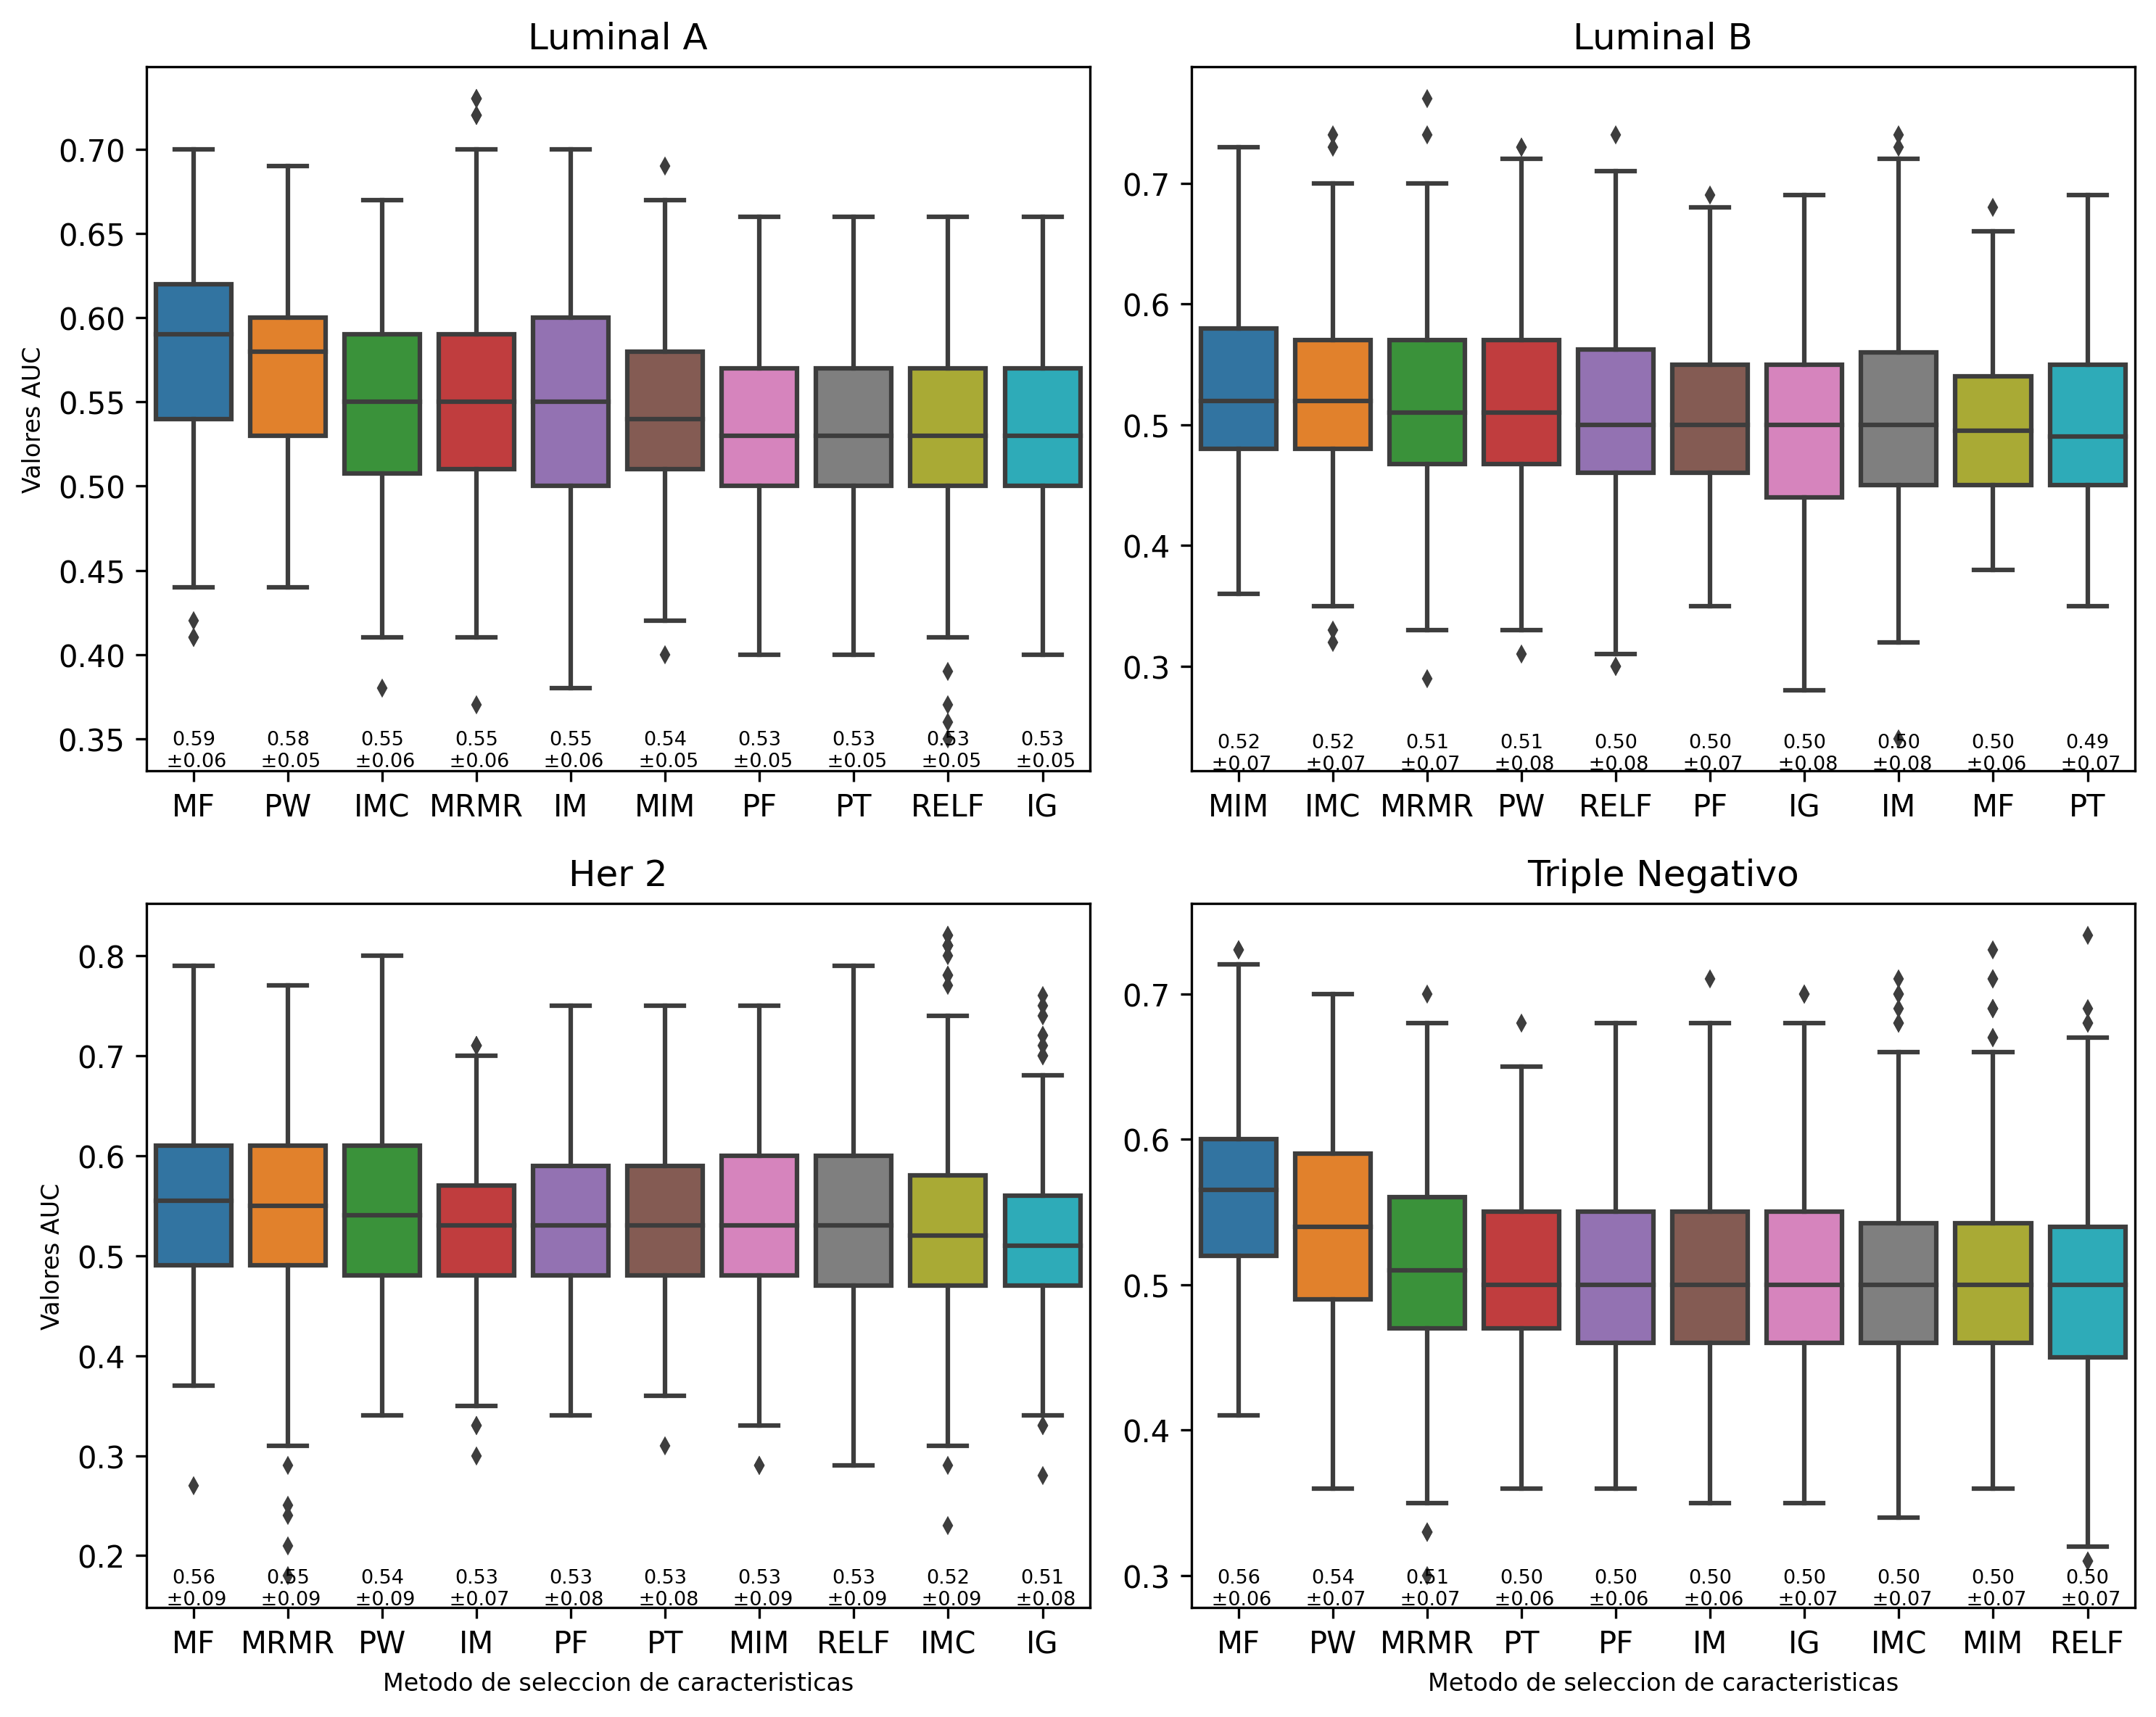 Luminal A
Valores AUC
0.70
0.65
0.60
0.55
0.50
0.45
0.40
0.35
0.59 0.58 0.55 0.55 0.55 0.54 0.53 0.53 0.53 0.53
±0.06 ±0.05 ±0.06 ±0.06 ±0.06 ±0.05 ±0.05 ±0.05 ±0.05 ±0.05
MF PW IMC MRMR IM MIM PF PT RELF IG
Luminal B
0.7
0.6
0.5
0.4
0.3
0.52 0.52 0.51 0.51 0.50 0.50 0.50 0.50 0.50 0.49
±0.07 ±0.07 ±0.07 ±0.08 ±0.08 ±0.07 ±0.08 ±0.08 ±0.06 ±0.07
MIM IMC MRMR PW RELF PF IG IM MF PT
Her 2
Valores AUC
0.8
0.7
0.6
0.5
0.4
0.3
0.2
0.56 0.55 0.54 0.53 0.53 0.53 0.53 0.53 0.52 0.51
±0.09 ±0.09 ±0.09 ±0.07 ±0.08 ±0.08 ±0.09 ±0.09 ±0.09 ±0.08
MF MRMR PW IM PF PT MIM RELF IMC IG
Metodo de seleccion de caracteristicas
Triple Negativo
0.7
0.6
0.5
0.4
0.3
0.56 0.54 0.51 0.50 0.50 0.50 0.50 0.50 0.50 0.50
±0.06 ±0.07 ±0.07 ±0.06 ±0.06 ±0.06 ±0.07 ±0.07 ±0.07 ±0.07
MF PW MRMR PT PF IM IG IMC MIM RELF
Metodo de seleccion de caracteristicas